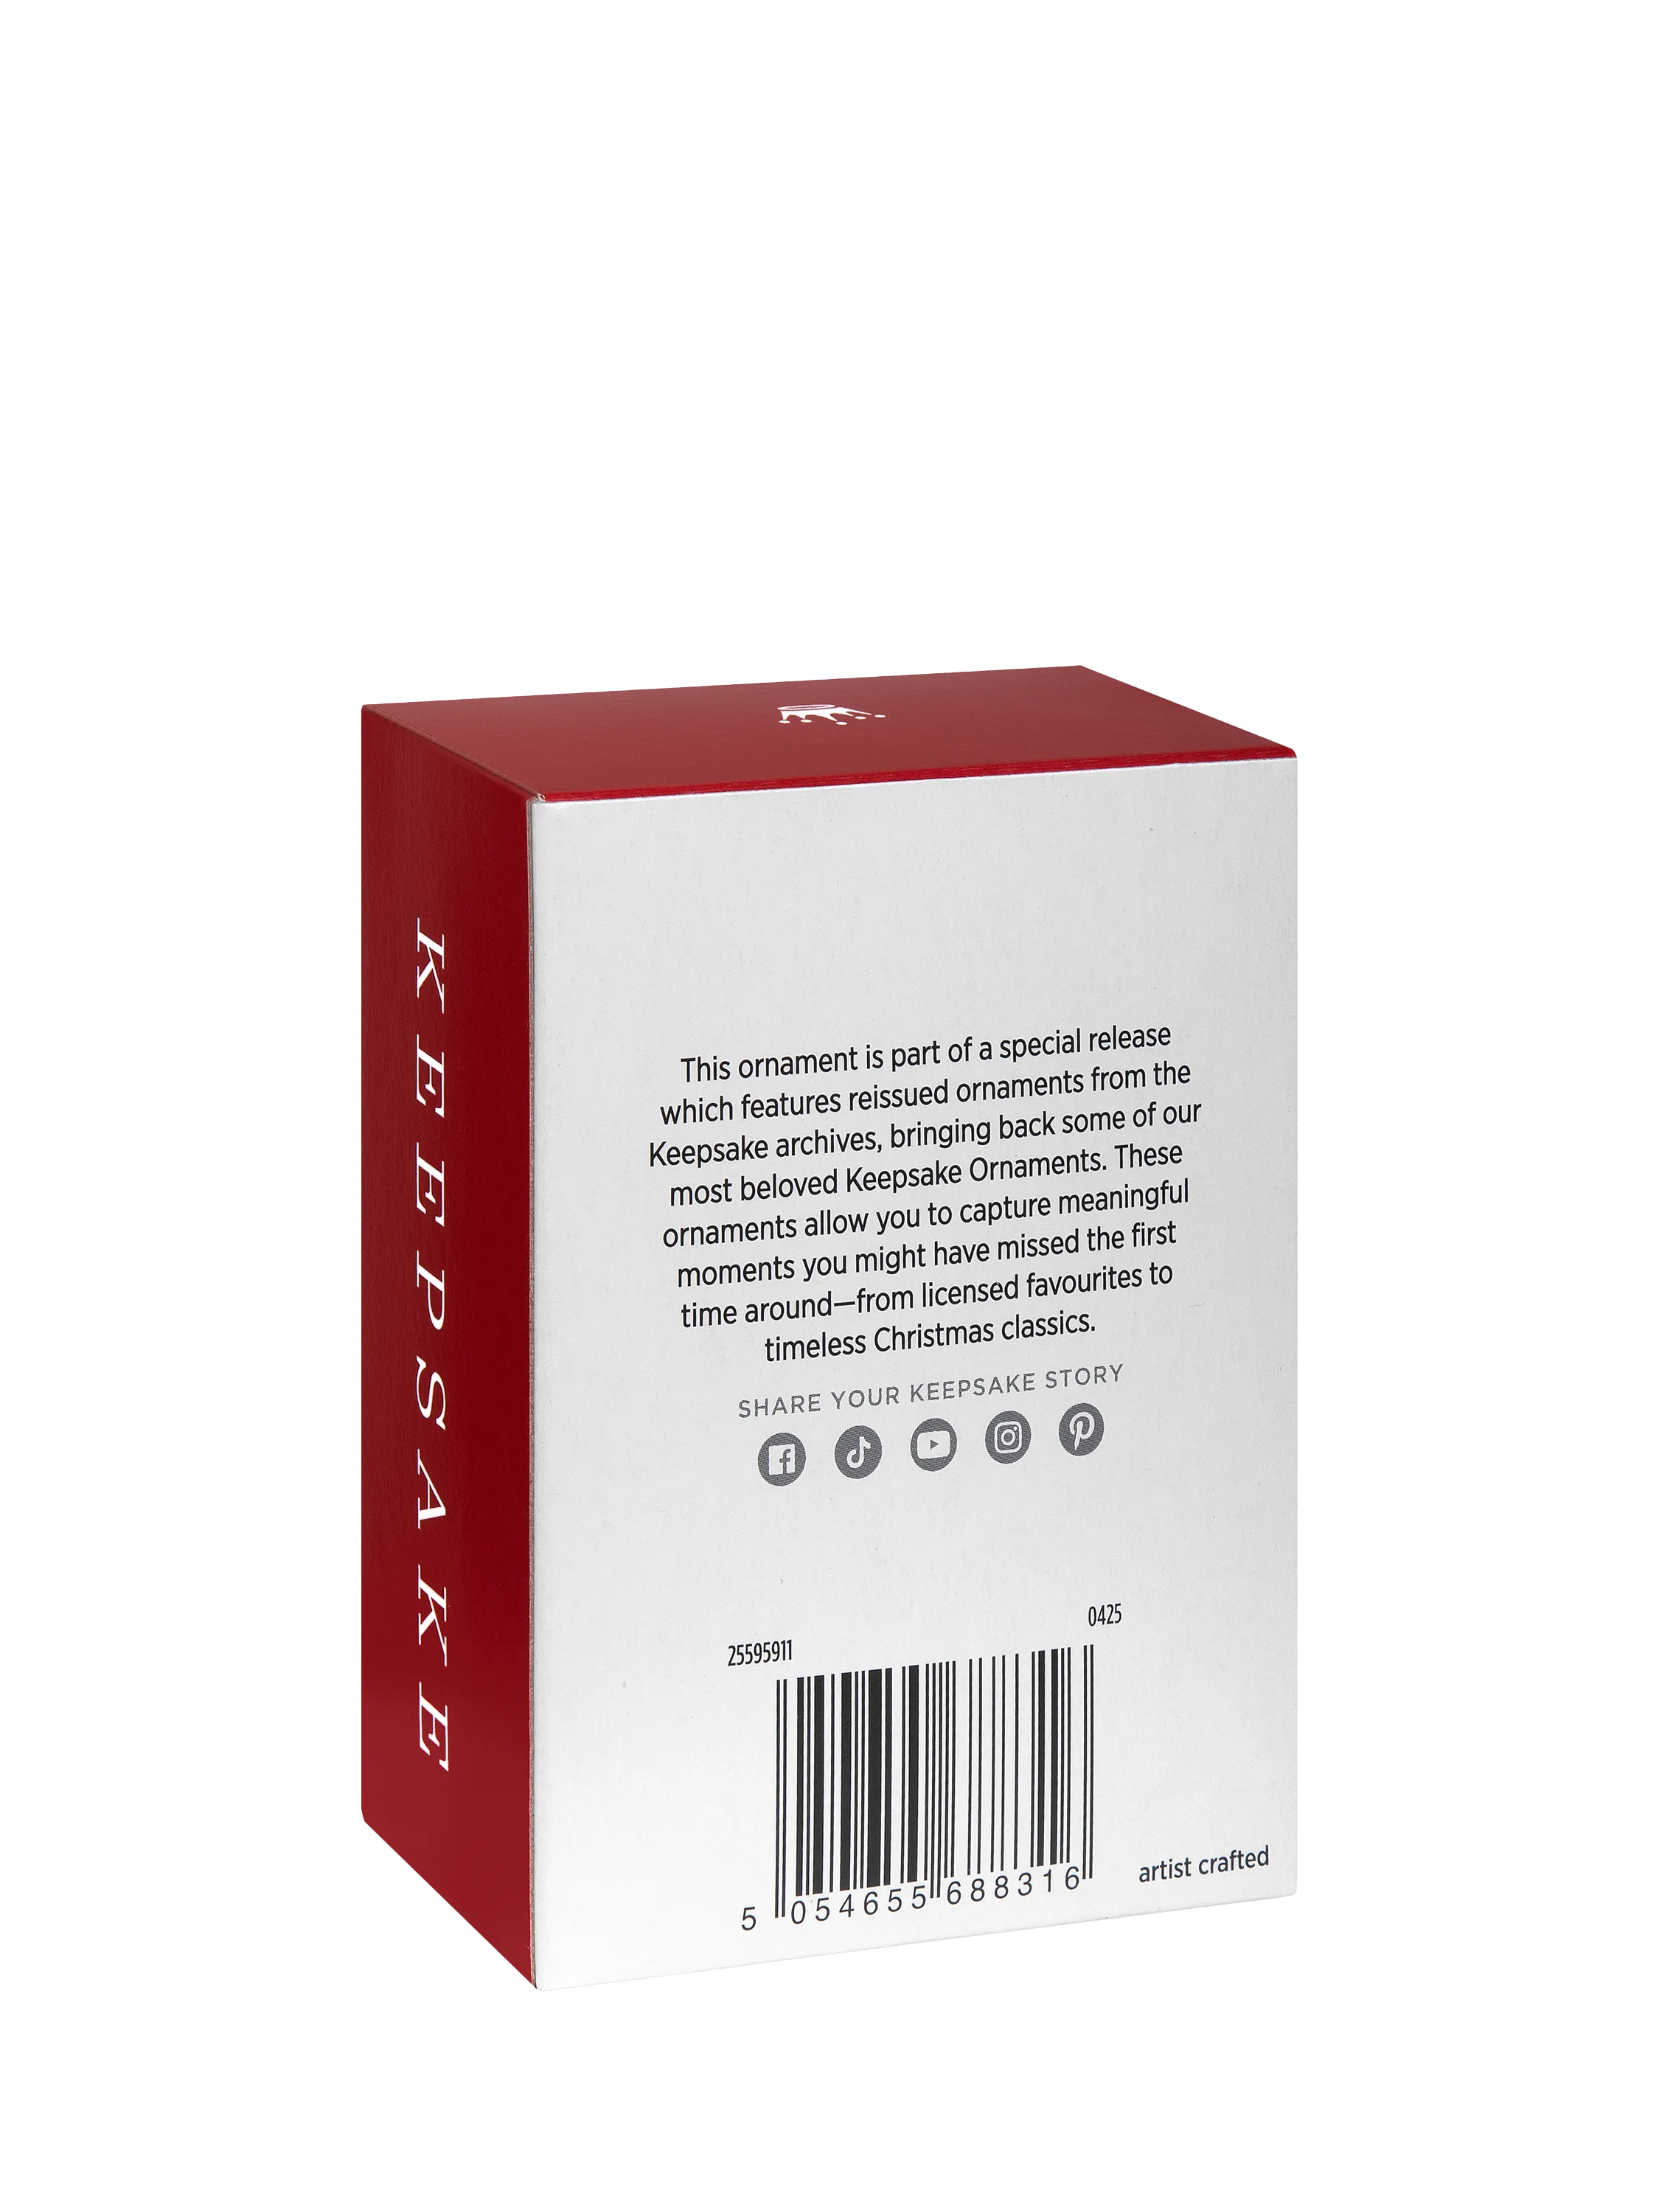 KEEPSAKE
This ornament is part of a special release
which features reissued ornaments from the
Keepsake archives, bringing back some of our
most beloved Keepsake Ornaments. These
ornaments allow you to capture meaningful
moments you might have missed the first
time around—from licensed favourites to
timeless Christmas classics.
SHARE YOUR KEEPSAKE STORY
25595911 0425
5 054655 688316
artist crafted